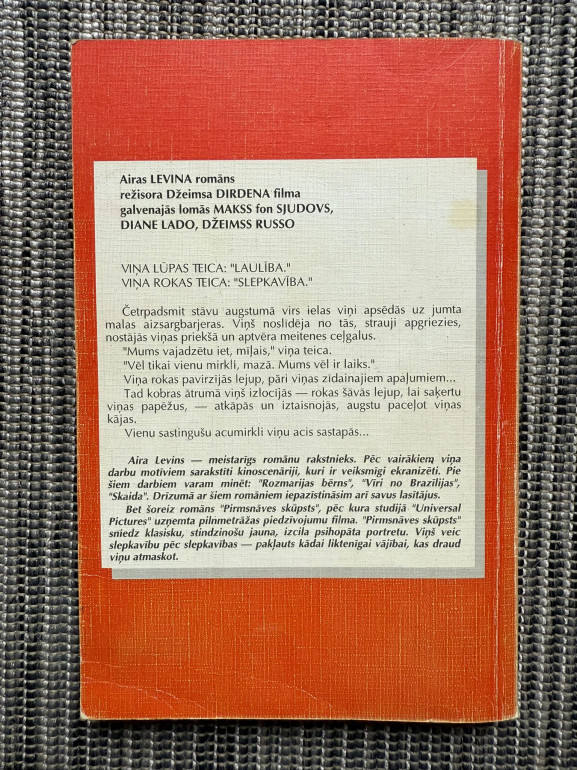 Airas LEVINA romāns
režisora Džeimsa DIRDENA filma
galvenajās lomās MAKSS fon SJUDOVS,
DIANE LADO, DŽEIMSS RUSSO
VIŅA LŪPAS TEICA: "LAULĪBA."
VIŅA ROKAS TEICA: "SLEPKAVĪBA."
Četrpadsmit stāvu augstumā virs ielas viņi apsēdās uz jumta
malas aizsargbarjeras. Viņš noslīdēja no tās, strauji apgriezies,
nostājās viņas priekšā un aptvēra meitenes ceļgalus.
"Mums vajadzētu iet, mīļais," viņa teica.
"Vēl tikai vienu mirkli, mazā. Mums vēl ir laiks."
Viņa rokas pavirzījās lejup, pāri viņas zīdainajiem apaļumiem...
Tad kobras ātrumā viņš izlocījās — rokas šāvās lejup, lai saķertu
viņas papēžus, — atkāpās un iztaisnojās, augstu paceļot viņas
kājas.
Vienu sastingušu acumirkli viņu acis sastapās...
Aira Levins — meistarīgs romānu rakstnieks. Pēc vairākiem viņa
darbu motīviem sarakstīti kinoscenāriji, kuri ir veiksmīgi ekranizēti. Pie
šiem darbiem varam minēt: "Rozmarijas bērns", "Vīri no Brazīlijas",
"Skaida". Drīzumā ar šiem romāniem iepazīstināsim arī savus lasītājus.
Bet šoreiz romāns "Pirmsnāves skūpsts", pēc kura studijā "Universal
Pictures" uzņemta pilnmetrāžas piedzīvojumu filma. "Pirmsnāves skūpsts"
sniedz klasisku, stindzinošu jauna, izcila psihopāta portretu. Viņš veic
slepkavību pēc slepkavības — pakļauts kādai liktenīgai vājībai, kas draud
viņu atmaskot.